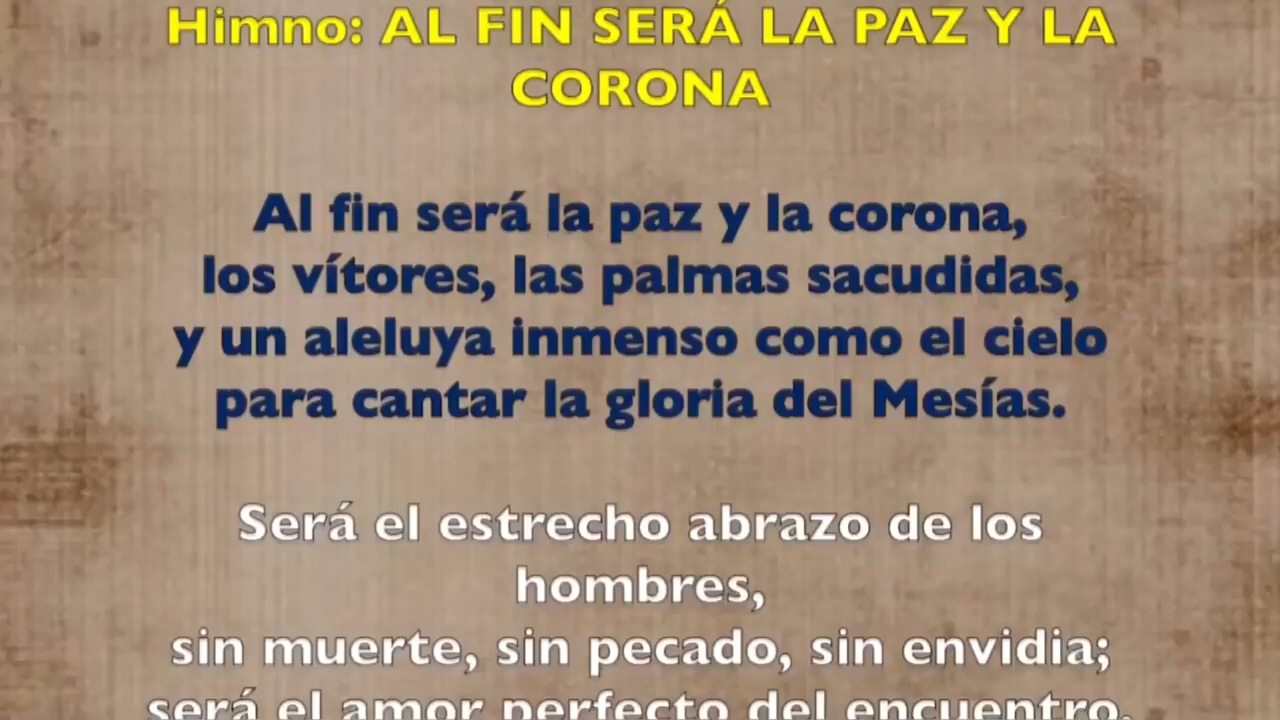 Himno: AL FIN SERÁ LA PAZ Y LA
CORONA
Al fin será la paz y la corona,
los vítores, las palmas sacudidas,
y un aleluya inmenso como el cielo
para cantar la gloria del Mesías.
Será el estrecho abrazo de los
hombres,
sin muerte, sin pecado, sin envidia;
será el amor perfecto del encuentro,